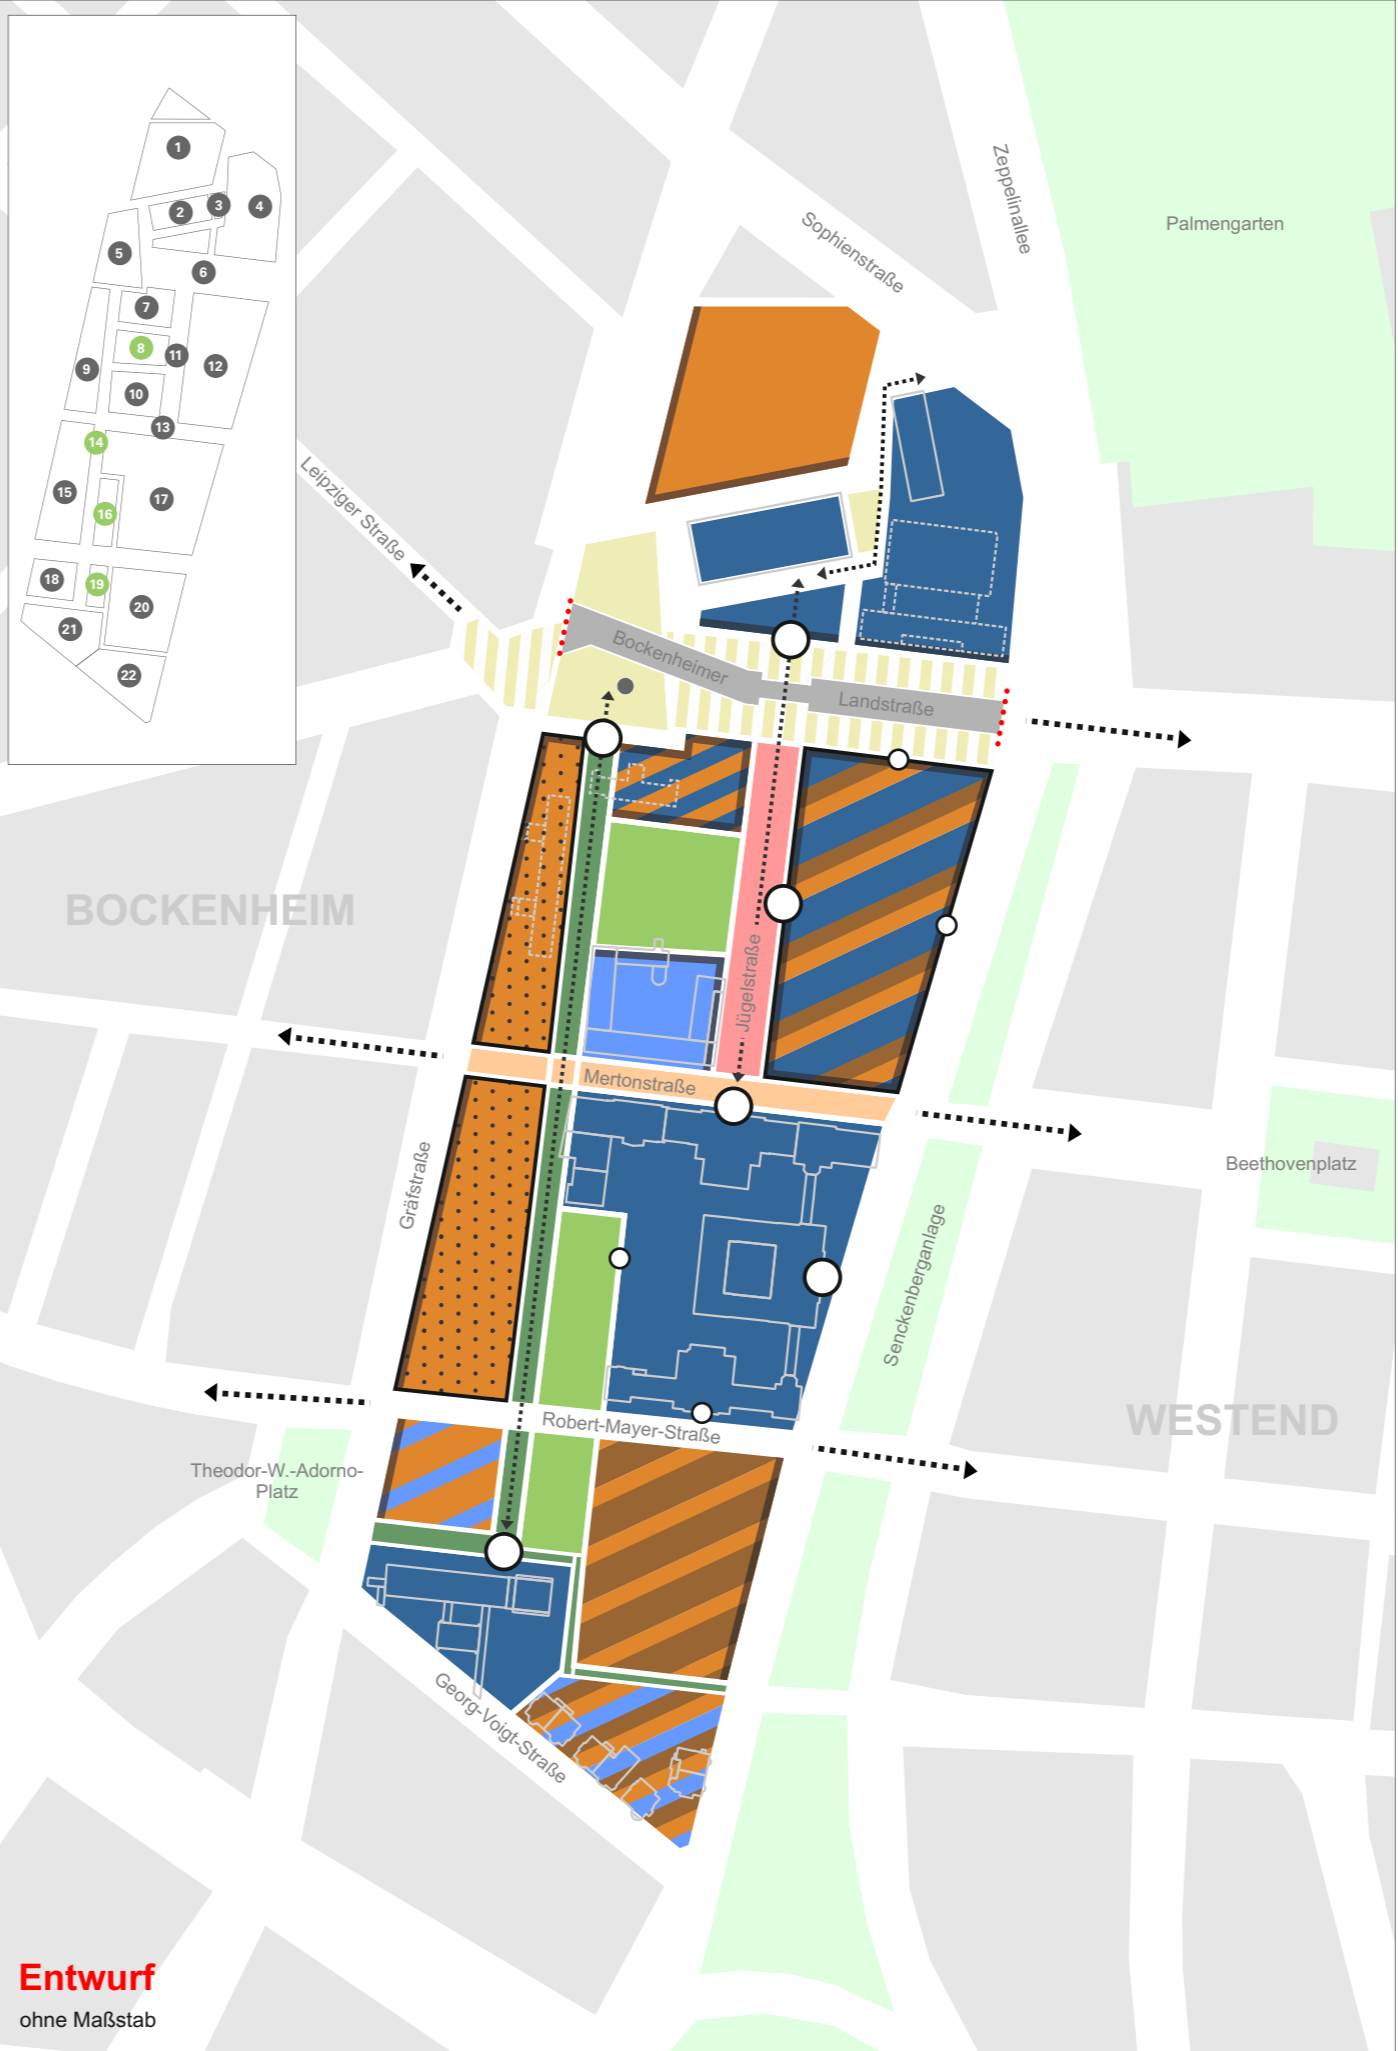 1
2
3
4
5
6
7
8
9
10
11
12
13
14
15
16
17
18
19
20
21
22
Zeppelinallee
Palmengarten
Sophienstraße
Leipziger Straße
Bockenheimer
Landstraße
BOCKENHEIM
Jügelstraße
Mertonstraße
Gräfstraße
Beethovenplatz
Senckenberganlage
Robert-Mayer-Straße
WESTEND
Theodor-W.-Adorno-
Platz
Georg-Voigt-Straße
Entwurf
ohne Maßstab